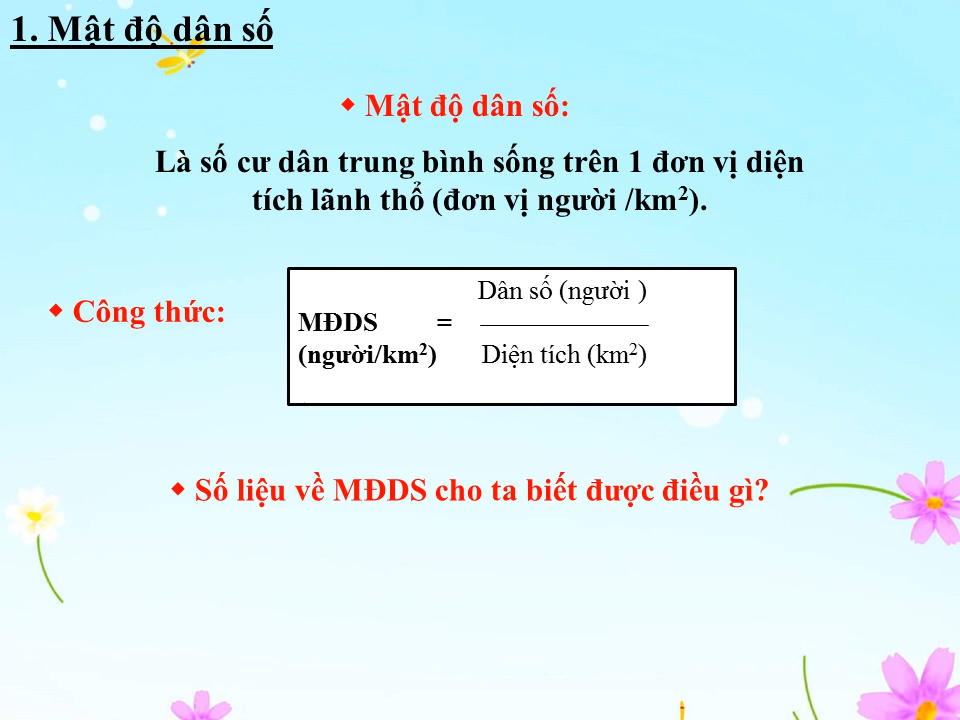 1. Mật độ dân số
◆ Mật độ dân số:
Là số cư dân trung bình sống trên 1 đơn vị diện
tích lãnh thổ (đơn vị người /km²).
◆ Công thức:
Dân số (người )
MĐDS =
(người/km²) Diện tích (km²)
◆ Số liệu về MĐDS cho ta biết được điều gì?